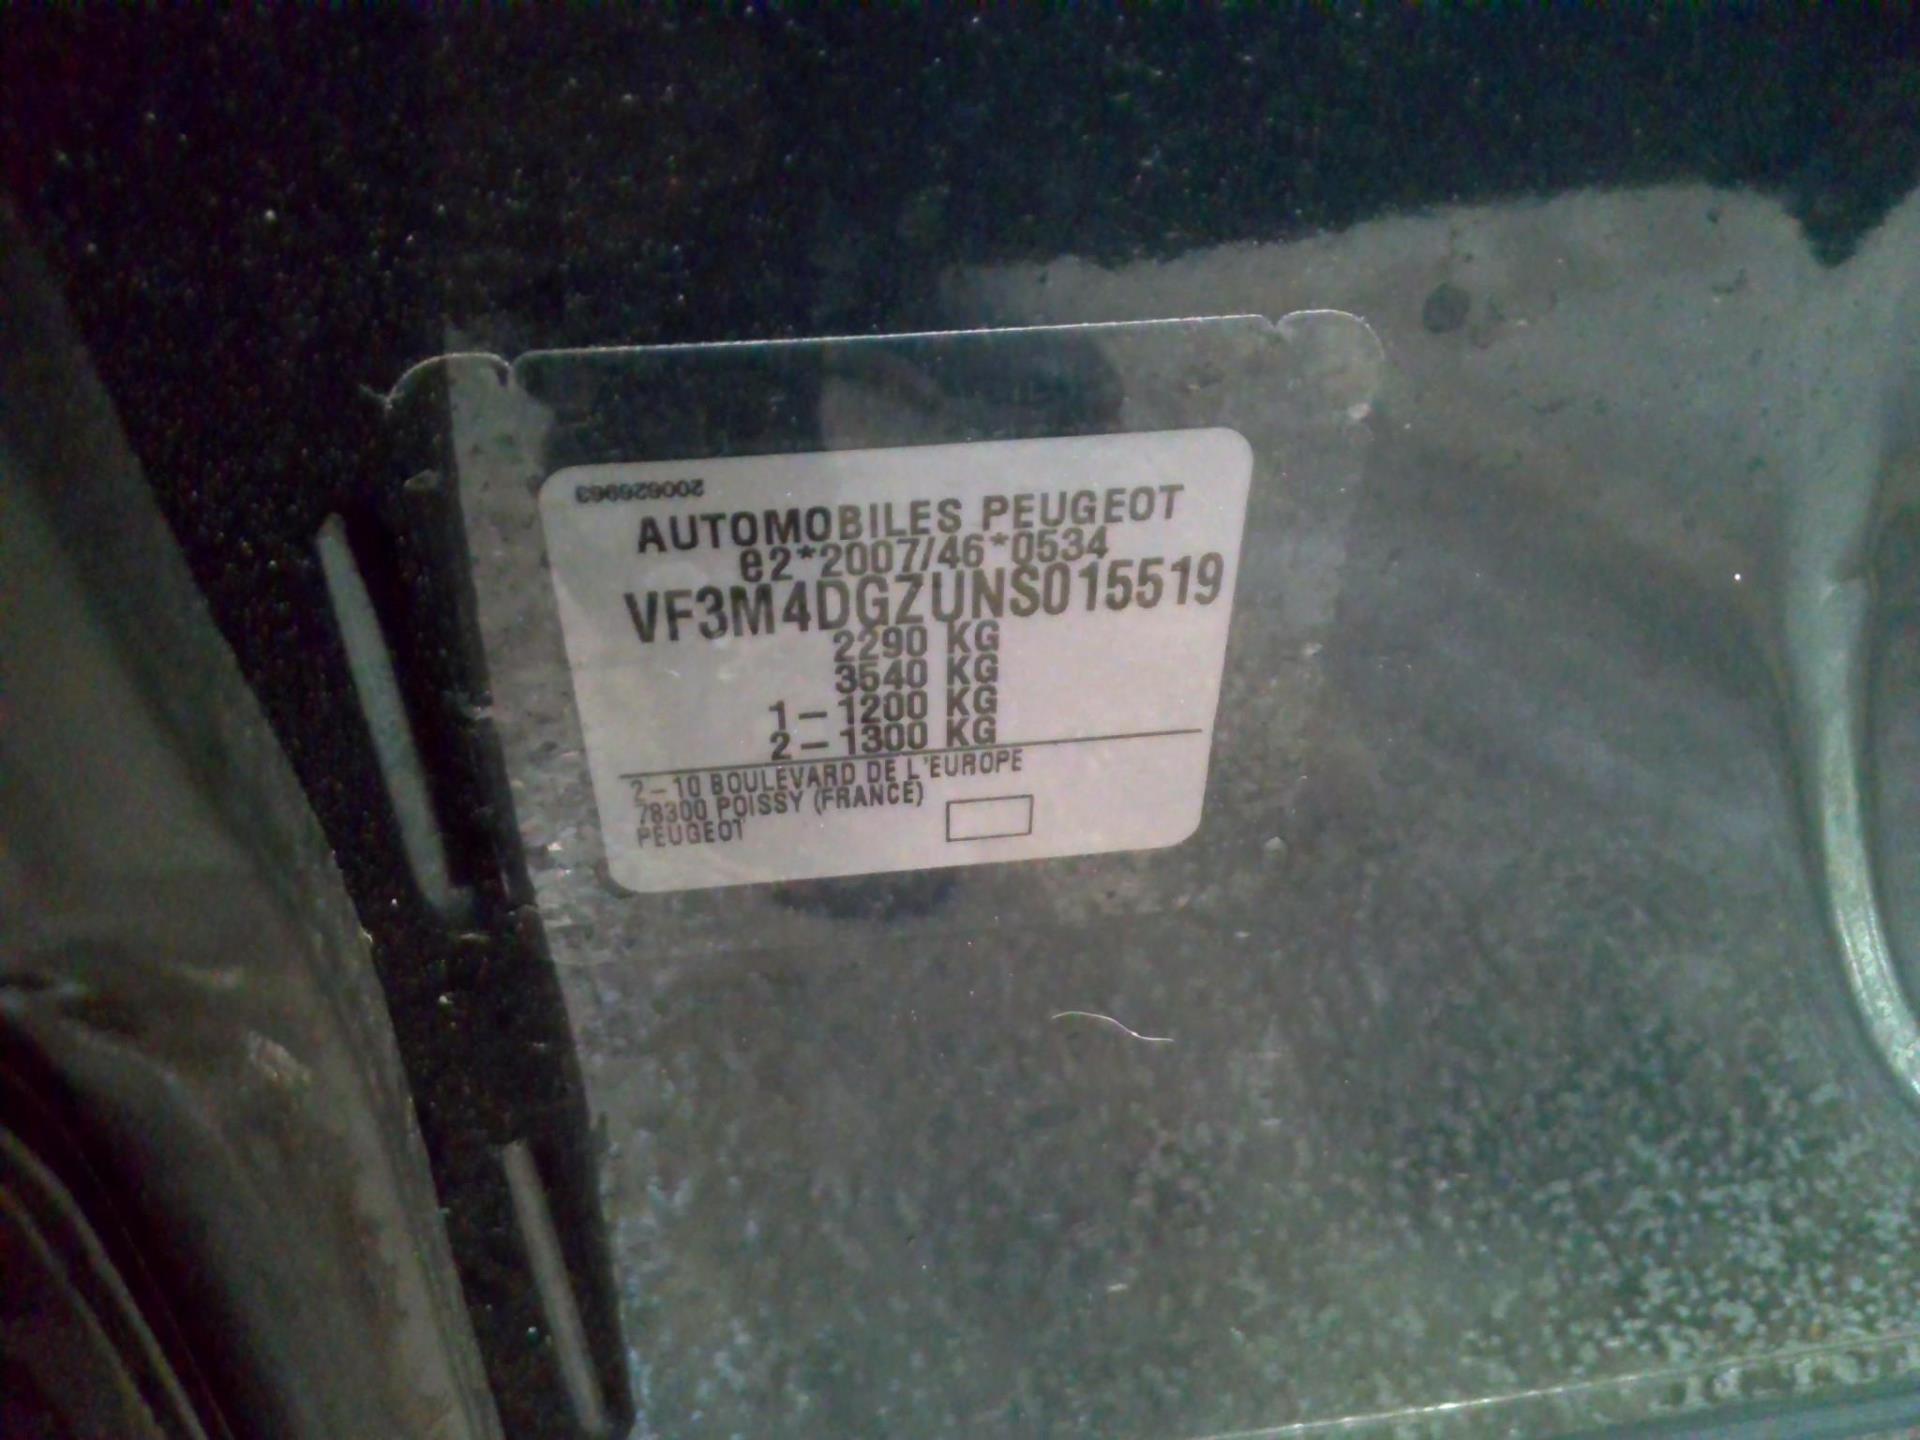 200626963
AUTOMOBILES PEUGEOT
e2*2007/46*0534
VF3M4DGZUNS015519
2290 KG
3540 KG
1-1200 KG
2-1300 KG
2-10 BOULEVARD DE L'EUROPE
78300 POISSY (FRANCE)
PEUGEOT